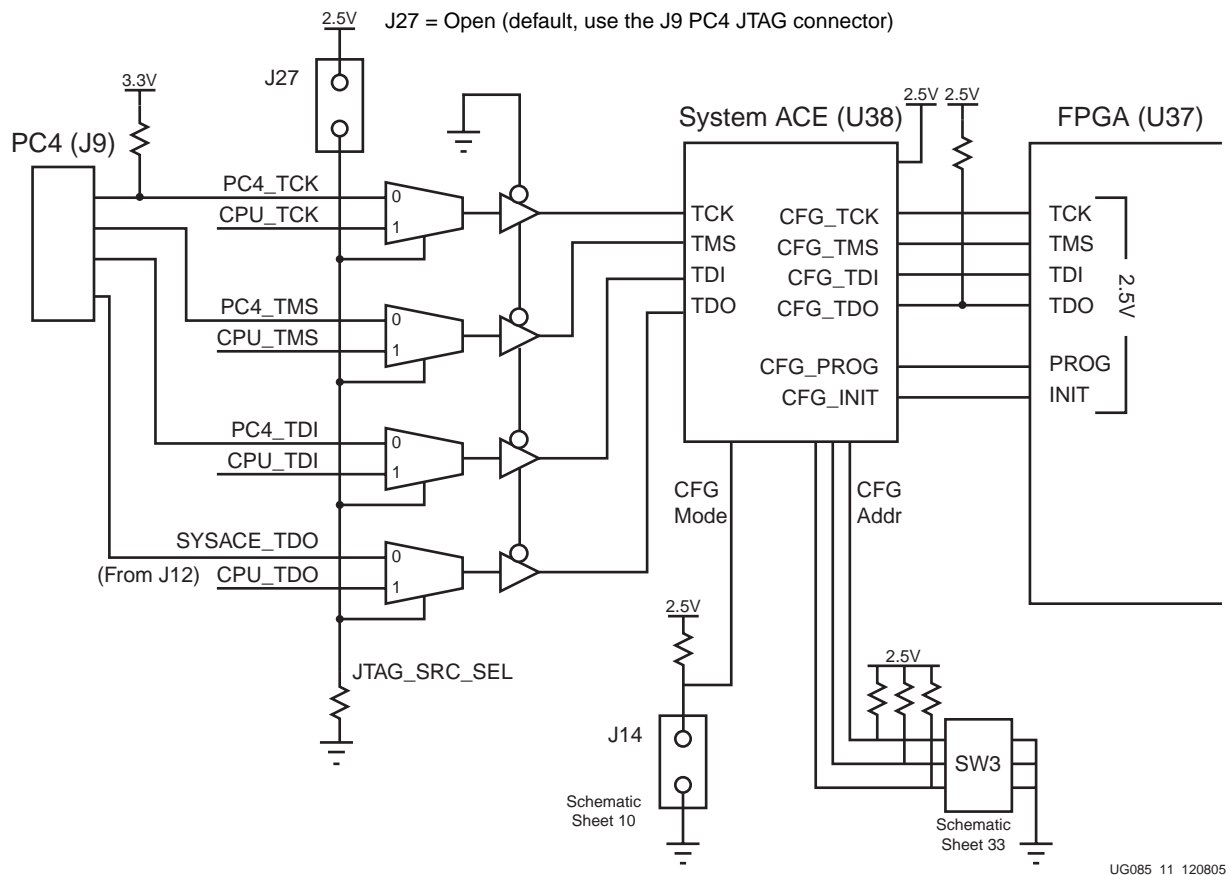 2.5V
J27 = Open (default, use the J9 PC4 JTAG connector)
J27
3.3V
PC4 (J9)
2.5V
2.5V
System ACE (U38)
FPGA (U37)
PC4_TCK
0
CPU_TCK
1
PC4_TMS
0
CPU_TMS
1
PC4_TDI
0
CPU_TDI
1
SYSACE_TDO
0
(From J12)
CPU_TDO
1
JTAG_SRC_SEL
TCK
TMS
TDI
TDO
CFG_TCK
CFG_TMS
CFG_TDI
CFG_TDO
CFG_PROG
CFG_INIT
TCK
TMS
TDI
TDO
PROG
INIT
2.5V
CFG
Mode
CFG
Addr
2.5V
J14
Schematic
Sheet 10
2.5V
SW3
Schematic
Sheet 33
UG085_11_120805